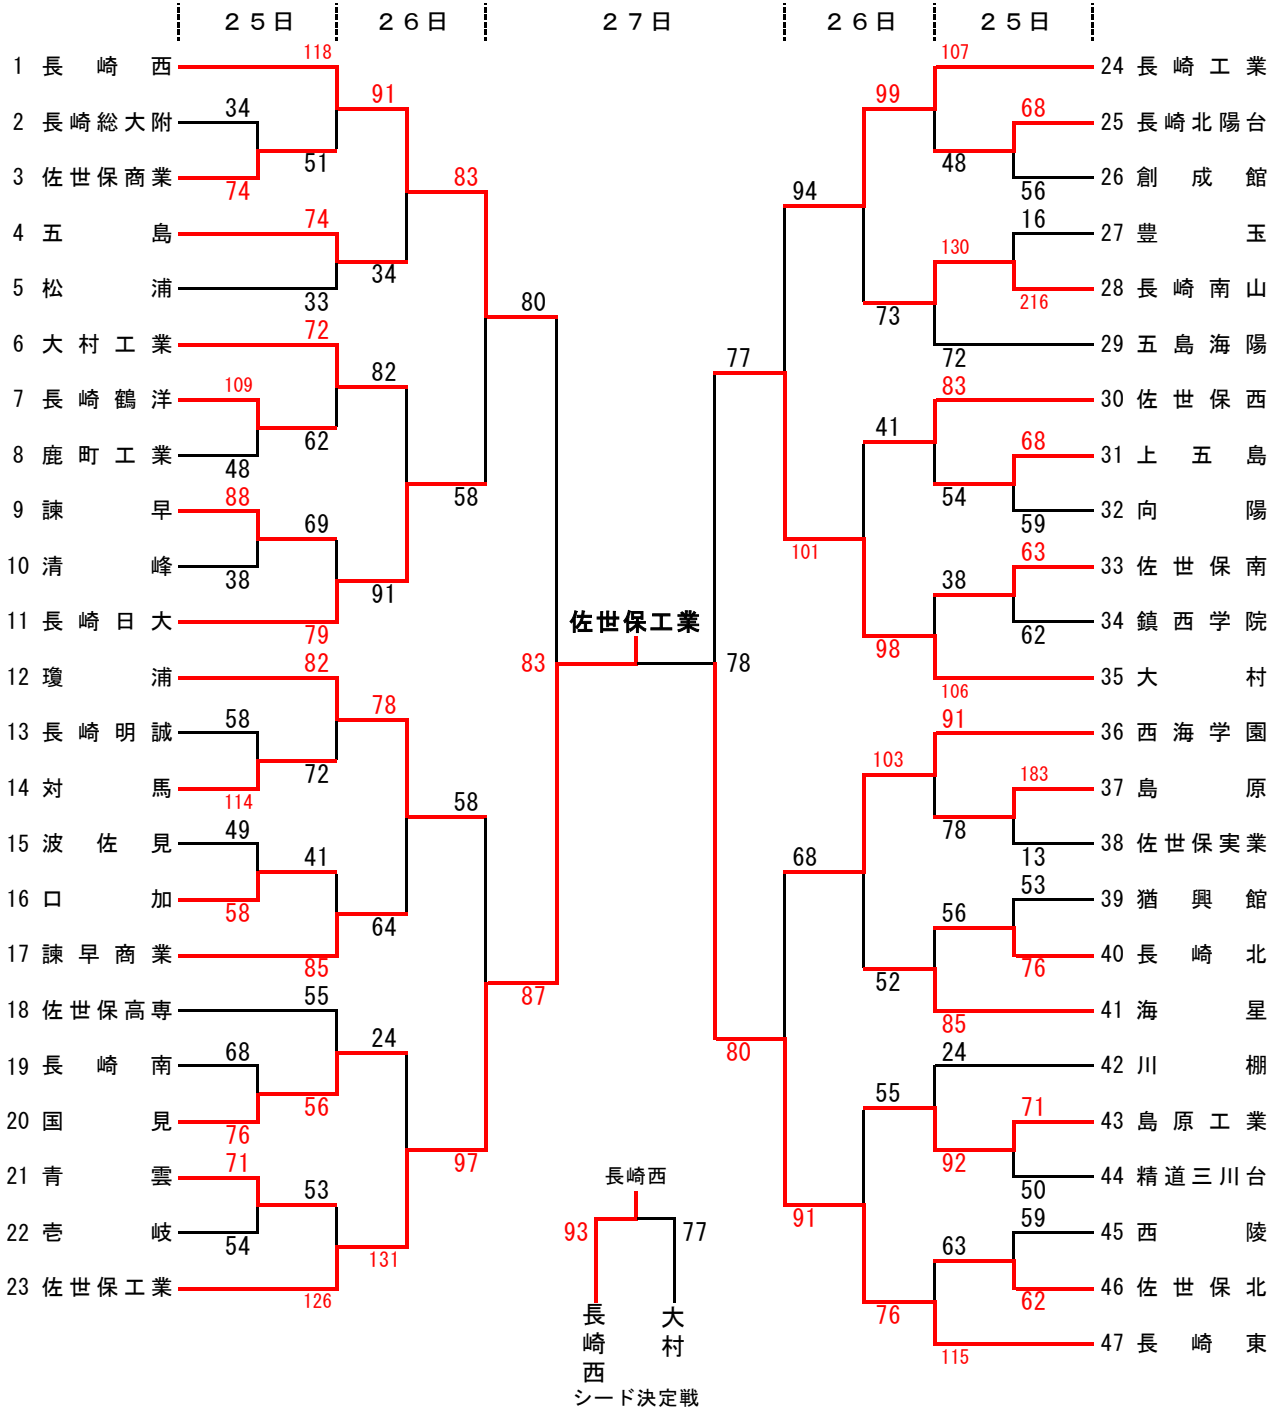 ２５日 ２６日 ２７日 ２６日 ２５日
1 長崎西
2 長崎総大附
3 佐世保商業
4 五島
5 松浦
6 大村工業
7 長崎鶴洋
8 鹿町工業
9 諫早
10 清峰
11 長崎日大
12 瓊浦
13 長崎明誠
14 対馬
15 波佐見
16 口加
17 諫早商業
18 佐世保高専
19 長崎南
20 国見
21 青雲
22 壱岐
23 佐世保工業
118
34
51
74
74
33
72
109
62
48
88
69
38
79
82
58
72
114
49
41
58
85
55
68
56
76
71
53
54
126
91
34
82
91
78
64
24
131
83
58
58
97
80
87
佐世保工業
83 78
77
80
94
101
68
91
99
73
41
98
103
52
55
76
107
68
48
56
16
130
216
72
83
68
54
59
63
38
62
106
91
183
78
13
53
56
76
85
24
71
92
50
59
63
62
115
24 長崎工業
25 長崎北陽台
26 創成館
27 豊玉
28 長崎南山
29 五島海陽
30 佐世保西
31 上五島
32 向陽
33 佐世保南
34 鎮西学院
35 大村
36 西海学園
37 島原
38 佐世保実業
39 猶興館
40 長崎北
41 海星
42 川棚
43 島原工業
44 精道三川台
45 西陵
46 佐世保北
47 長崎東
長崎西
93 77
長崎西
大村
シード決定戦